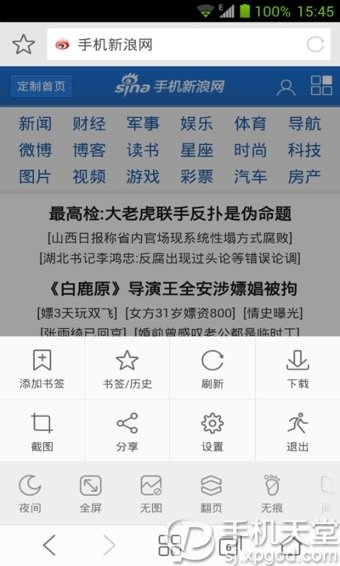 E 100% 15:45
手机新浪网
定制首页 sina 手机新浪网
新闻 财经 军事 娱乐 体育 导航
微博 博客 读书 星座 时尚 科技
图片 视频 游戏 彩票 汽车 房产
最高检:大老虎联手反扑是伪命题
[山西日报称省内官场现系统性塌方式腐败]
[湖北书记李鸿忠:反腐出现过头论等错误论调]
《白鹿原》导演王全安涉嫖娼被拘
[嫖3天玩双飞] [女方31岁嫖资800] [情史曝光]
[张雨绮已回京] [婚前曾感叹老公都是临时工]
添加书签 书签/历史 刷新 下载
截图 分享 设置 退出
夜间 全屏 无图 翻页 无痕
6
手机天堂
sj.xpgod.com